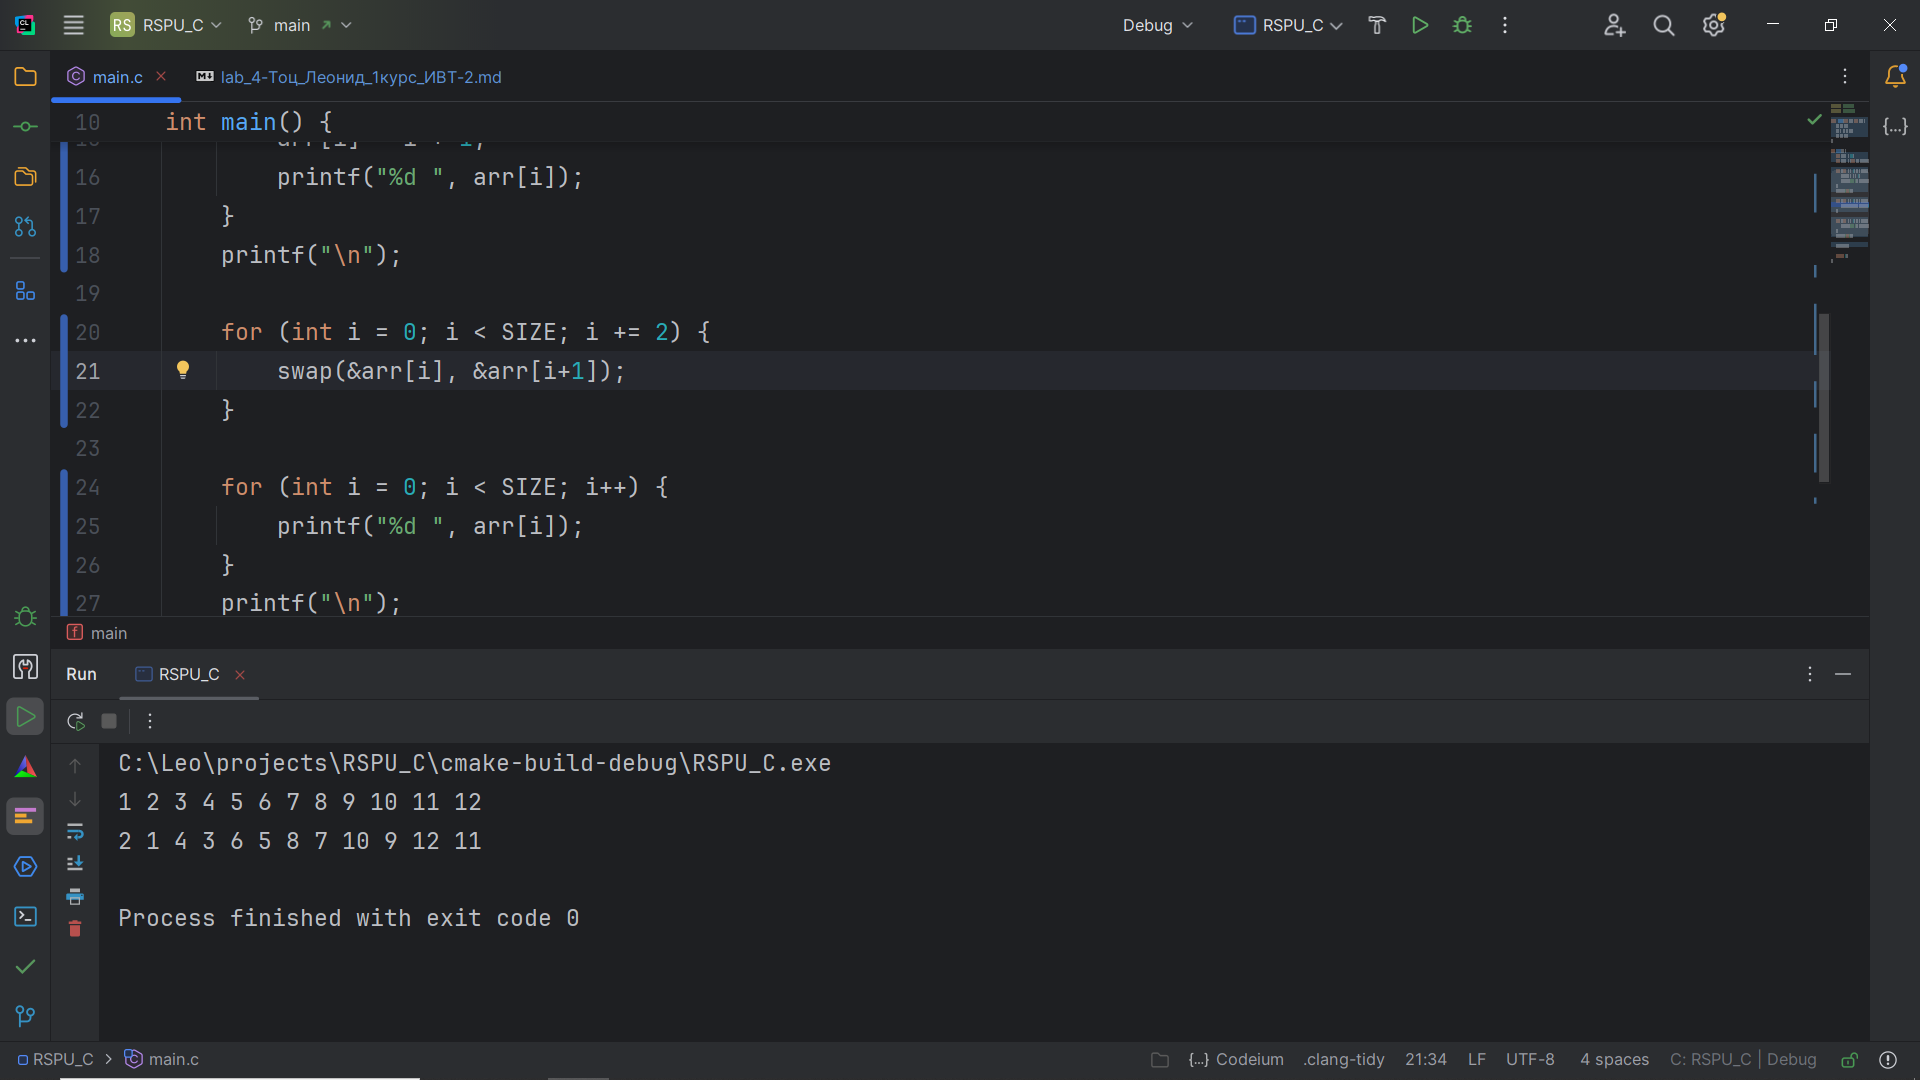 RS RSPU_C main Debug RSPU_C
main.c lab_4-Тоц_Леонид_1курс_ИВТ-2.md
10 int main() {
16 printf("%d ", arr[i]);
17 }
18 printf("\n");
19
20 for (int i = 0; i < SIZE; i += 2) {
21 swap(&arr[i], &arr[i+1]);
22 }
23
24 for (int i = 0; i < SIZE; i++) {
25 printf("%d ", arr[i]);
26 }
27 printf("\n");
f main
Run RSPU_C
C:\Leo\projects\RSPU_C\cmake-build-debug\RSPU_C.exe
1 2 3 4 5 6 7 8 9 10 11 12
2 1 4 3 6 5 8 7 10 9 12 11
Process finished with exit code 0
RSPU_C > main.c {...} Codeium .clang-tidy 21:34 LF UTF-8 4 spaces C: RSPU_C | Debug